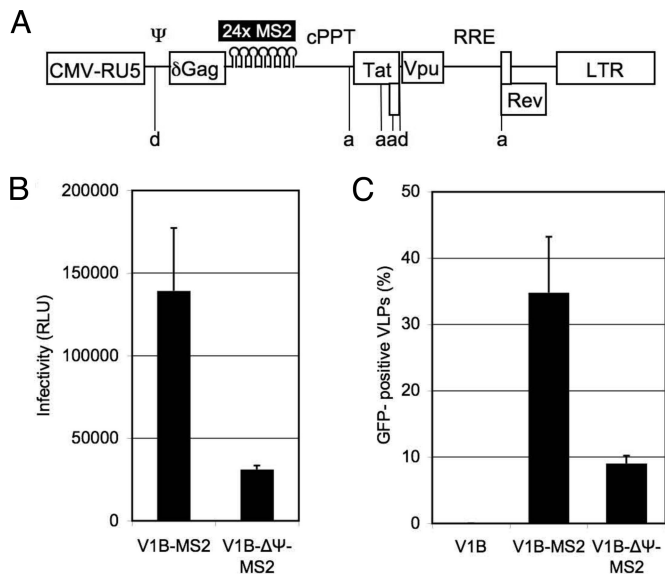 A
Ψ
24x MS2
cPPT
RRE
CMV-RU5
δGag
Tat
Vpu
Rev
LTR
d
a
aad
a
B
Infectivity (RLU)
200000
150000
100000
50000
0
V1B-MS2
V1B-ΔΨ-
MS2
C
GFP- positive VLPs (%)
50
40
30
20
10
0
V1B
V1B-MS2
V1B-ΔΨ-
MS2